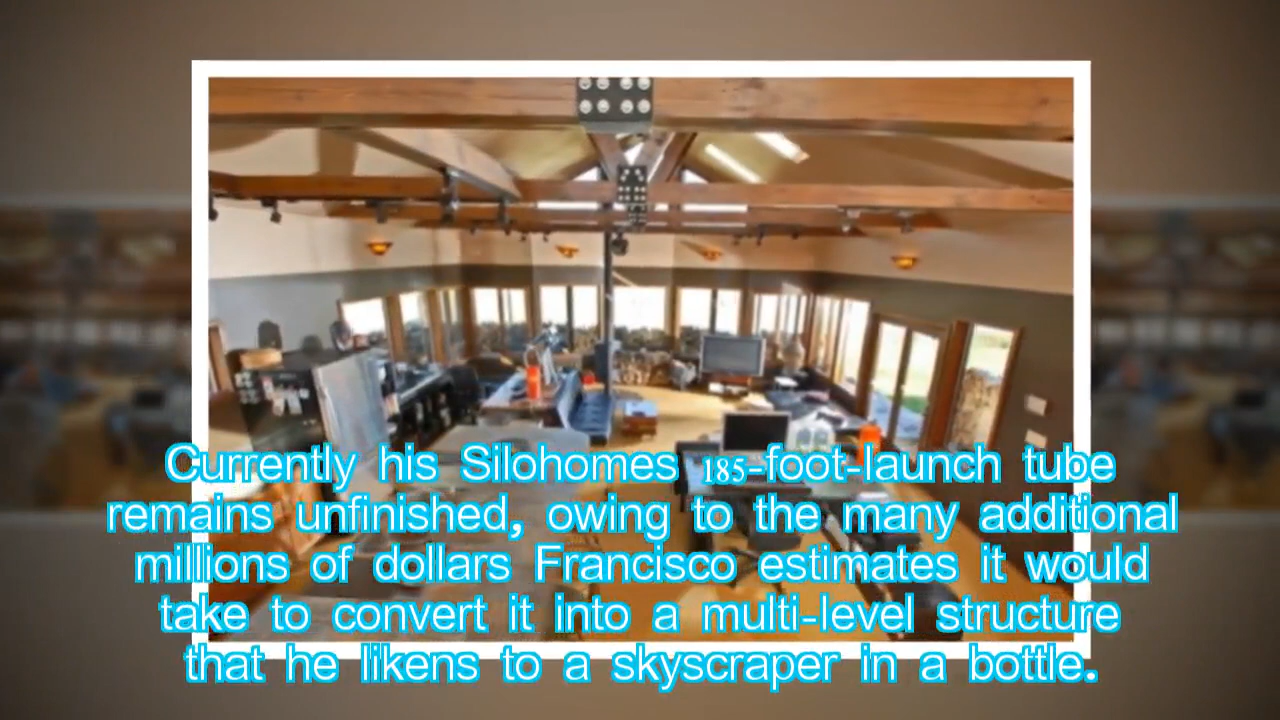 Currently his Silohomes 185-foot-launch tube
remains unfinished, owing to the many additional
millions of dollars Francisco estimates it would
take to convert it into a multi-level structure
that he likens to a skyscraper in a bottle.